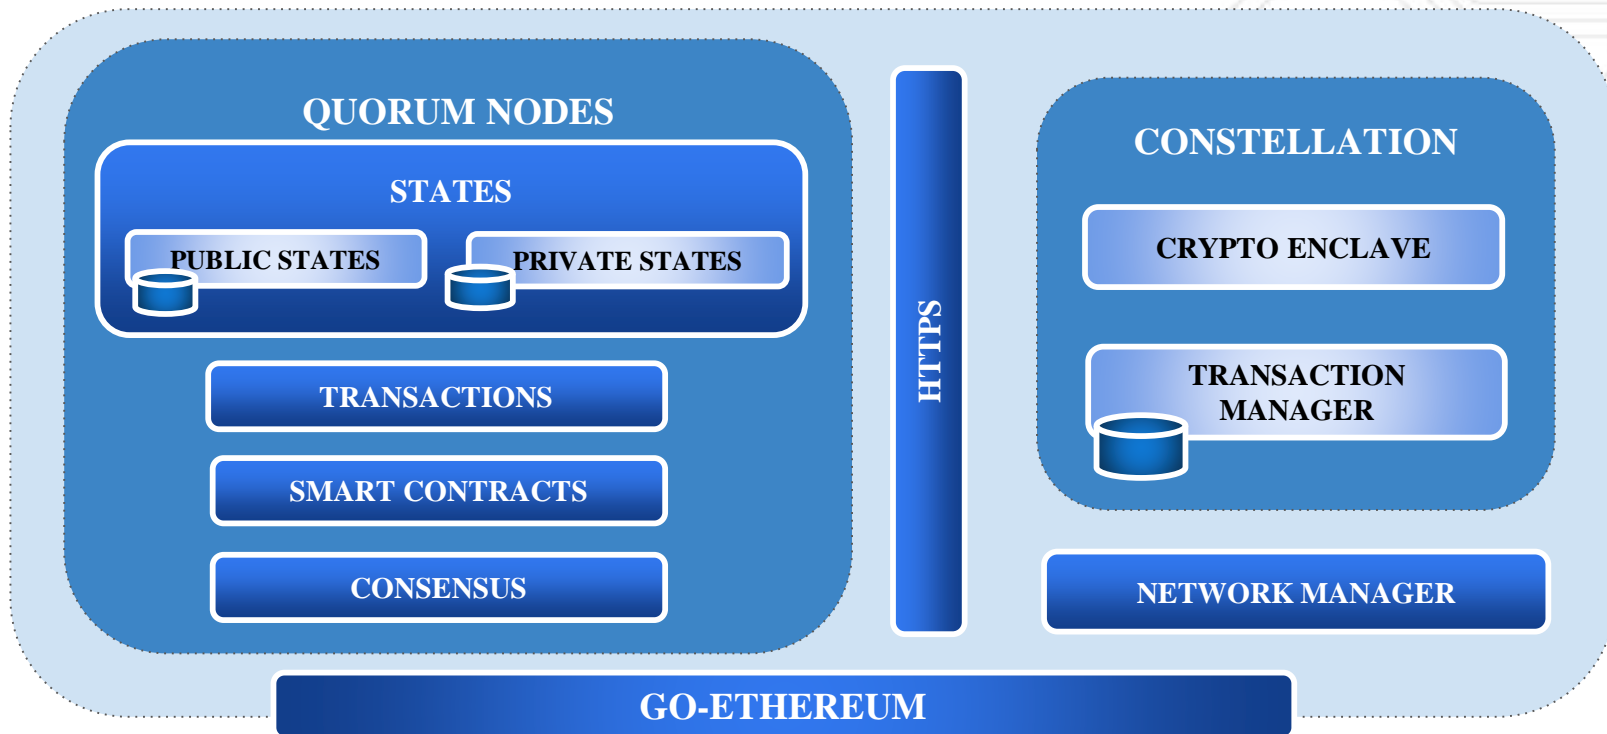 QUORUM NODES
STATES
PUBLIC STATES
PRIVATE STATES
TRANSACTIONS
SMART CONTRACTS
CONSENSUS
HTTPS
CONSTELLATION
CRYPTO ENCLAVE
TRANSACTION
MANAGER
NETWORK MANAGER
GO-ETHEREUM